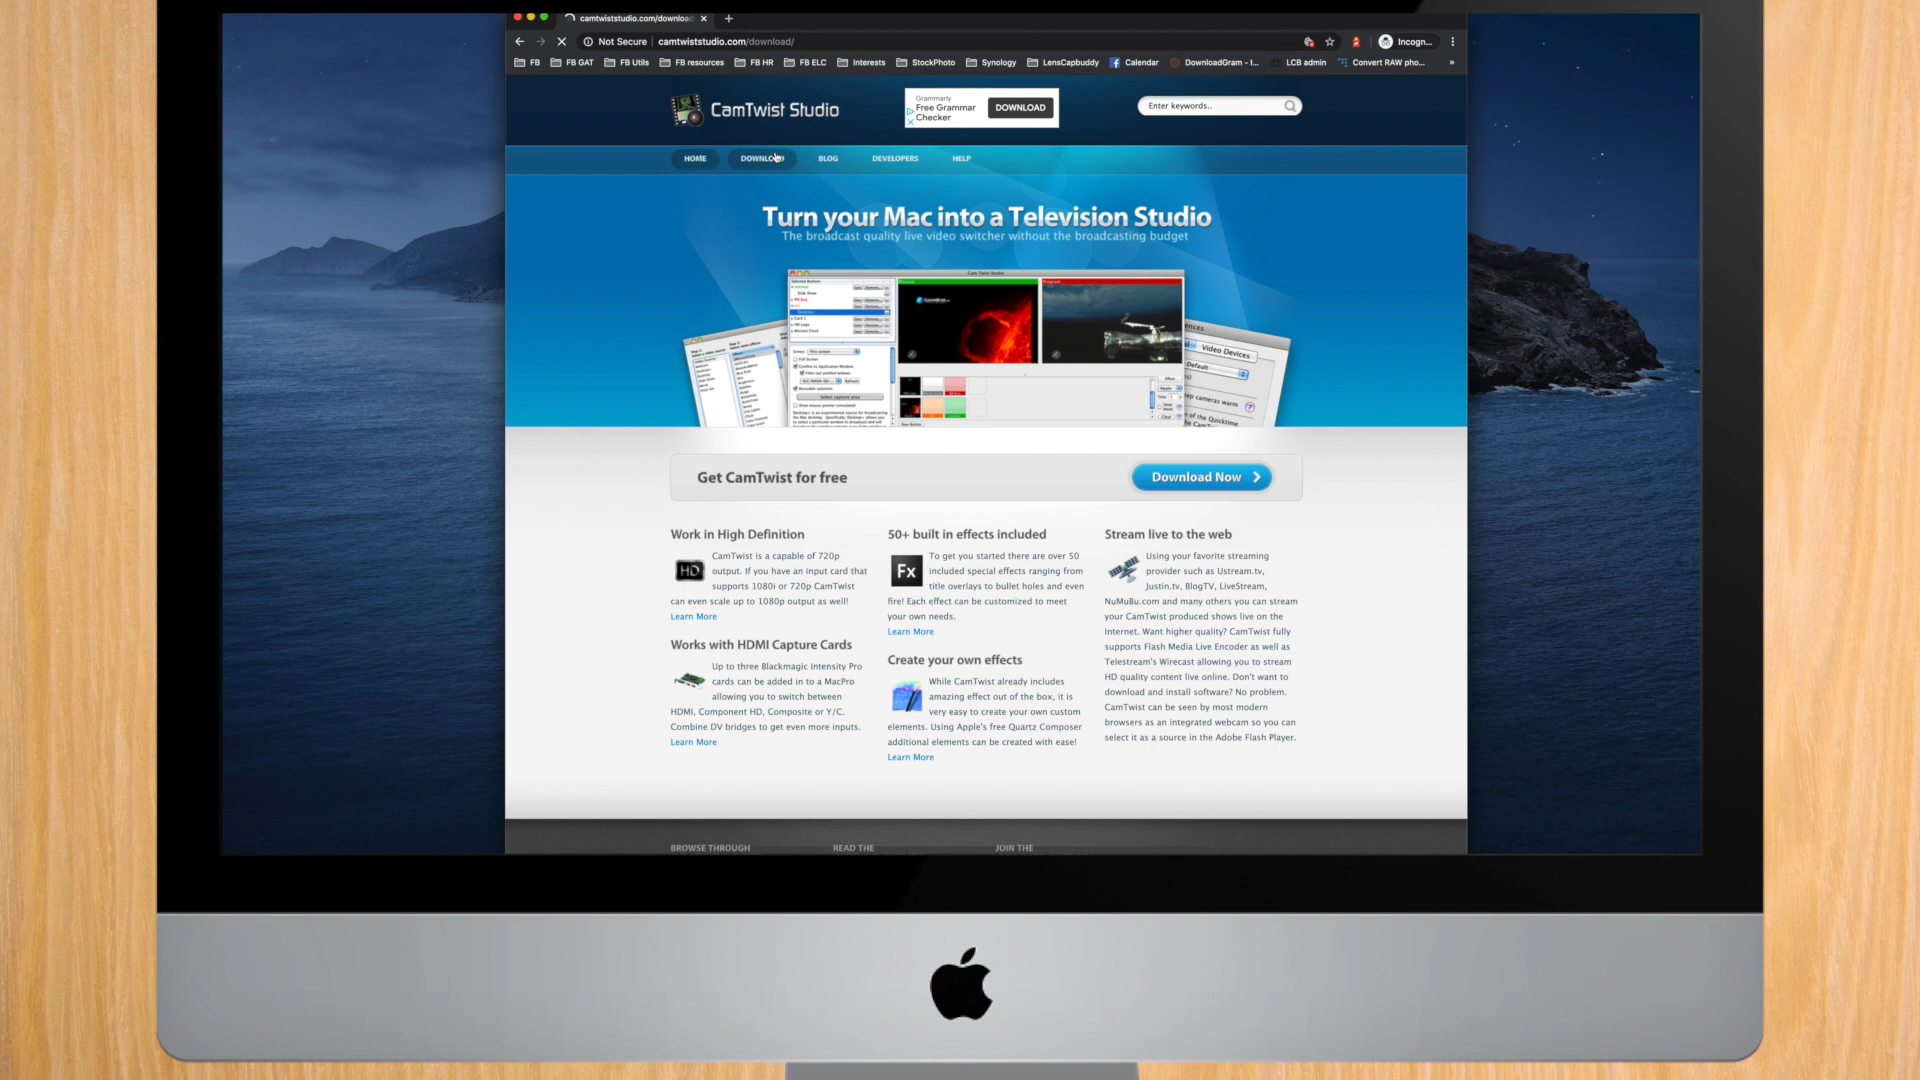 camtwiststudio.com/download
Not Secure camtwiststudio.com/download/ Incogn...
FB FB GAT FB Utils FB resources FB HR FB ELC Interests StockPhoto Synology LensCapbuddy Calendar DownloadGram - I... LCB admin Convert RAW pho... »
CamTwist Studio
Grammarly
Free Grammar
Checker
DOWNLOAD
Enter keywords..
HOME DOWNLOAD BLOG DEVELOPERS HELP
Turn your Mac into a Television Studio
The broadcast quality live video switcher without the broadcasting budget
Cam Twist Studio
Video Devices
Default
Select capture area
Get CamTwist for free
Download Now
Work in High Definition
HD
CamTwist is a capable of 720p
output. If you have an input card that
supports 1080i or 720p CamTwist
can even scale up to 1080p output as well!
Learn More
Works with HDMI Capture Cards
Up to three Blackmagic Intensity Pro
cards can be added in to a MacPro
allowing you to switch between
HDMI, Component HD, Composite or Y/C.
Combine DV bridges to get even more inputs.
Learn More
50+ built in effects included
Fx
To get you started there are over 50
included special effects ranging from
title overlays to bullet holes and even
fire! Each effect can be customized to meet
your own needs.
Learn More
Create your own effects
While CamTwist already includes
amazing effect out of the box, it is
very easy to create your own custom
elements. Using Apple's free Quartz Composer
additional elements can be created with ease!
Learn More
Stream live to the web
Using your favorite streaming
provider such as Ustream.tv,
Justin.tv, BlogTV, LiveStream,
NuMuBu.com and many others you can stream
your CamTwist produced shows live on the
Internet. Want higher quality? CamTwist fully
supports Flash Media Live Encoder as well as
Telestream's Wirecast allowing you to stream
HD quality content live online. Don't want to
download and install software? No problem.
CamTwist can be seen by most modern
browsers as an integrated webcam so you can
select it as a source in the Adobe Flash Player.
BROWSE THROUGH READ THE JOIN THE